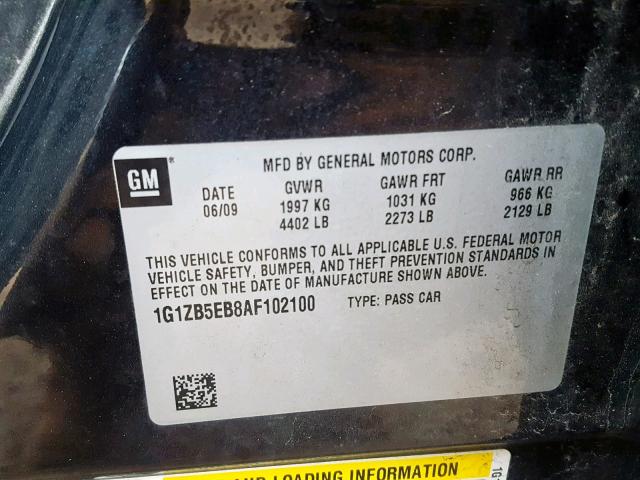 GM
MFD BY GENERAL MOTORS CORP.
DATE GVWR GAWR FRT GAWR RR
06/09 1997 KG 1031 KG 966 KG
4402 LB 2273 LB 2129 LB
THIS VEHICLE CONFORMS TO ALL APPLICABLE U.S. FEDERAL MOTOR
VEHICLE SAFETY, BUMPER, AND THEFT PREVENTION STANDARDS IN
EFFECT ON THE DATE OF MANUFACTURE SHOWN ABOVE.
1G1ZB5EB8AF102100 TYPE: PASS CAR
LOADING INFORMATION